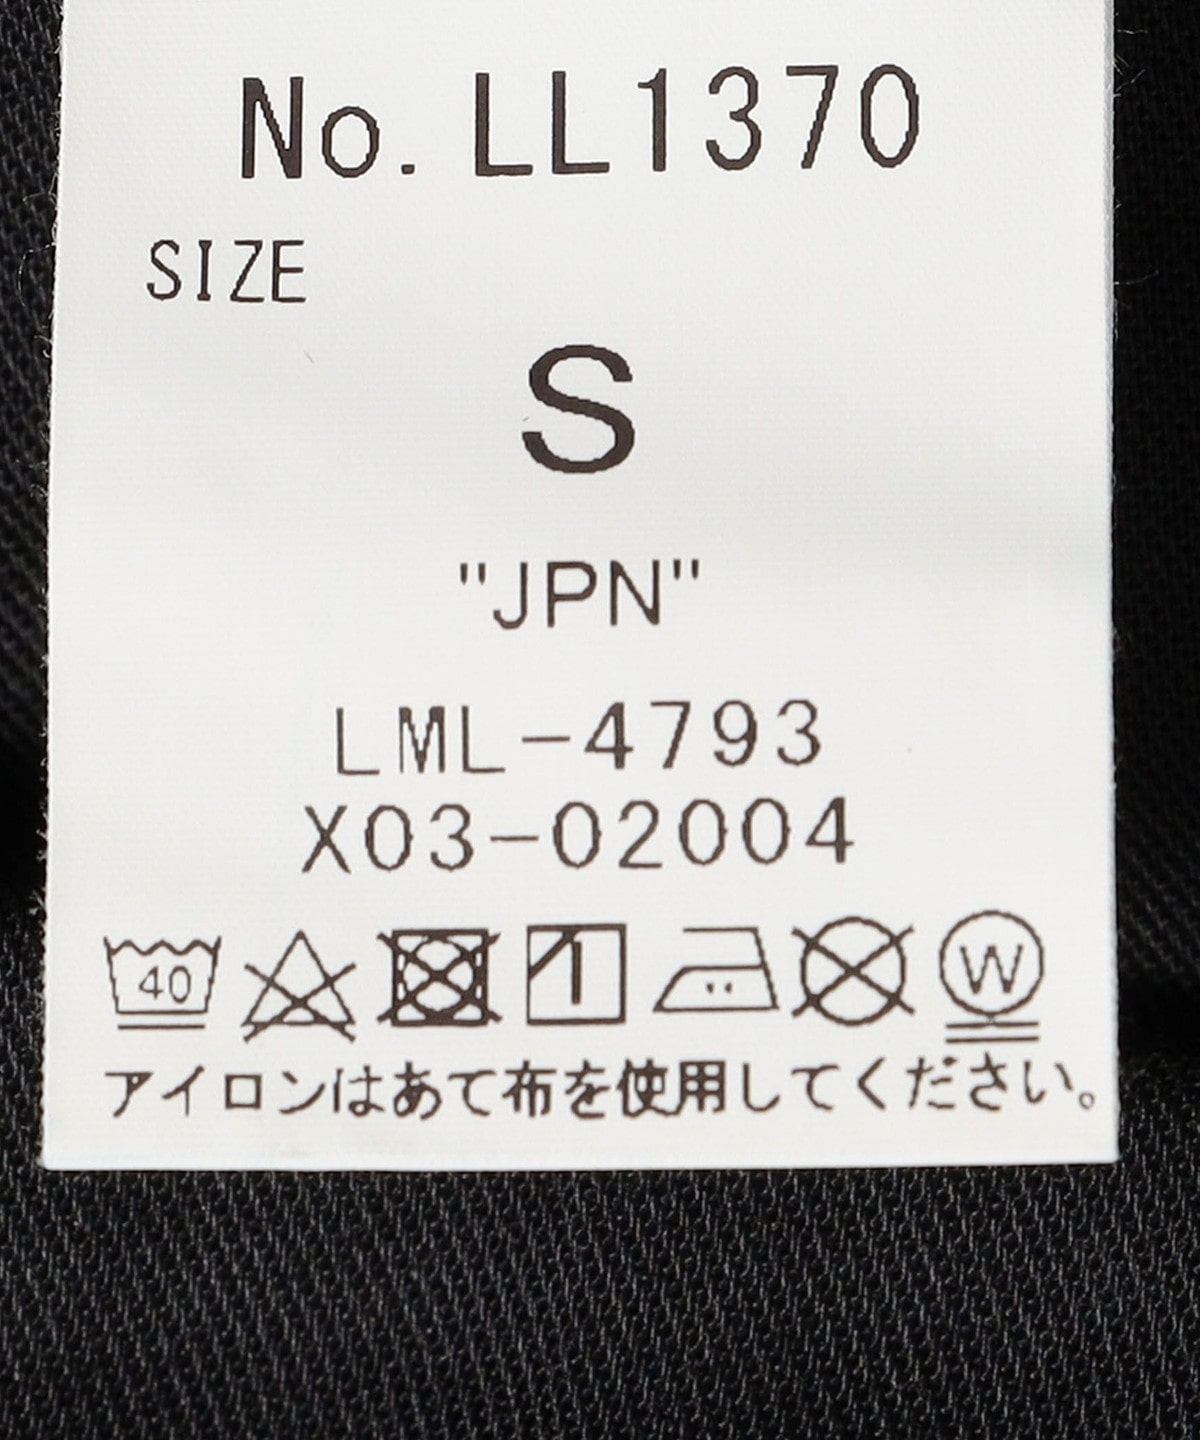 No. LL1370
SIZE
S
"JPN"
LML-4793
X03-02004
40 W
アイロンはあて布を使用してください。